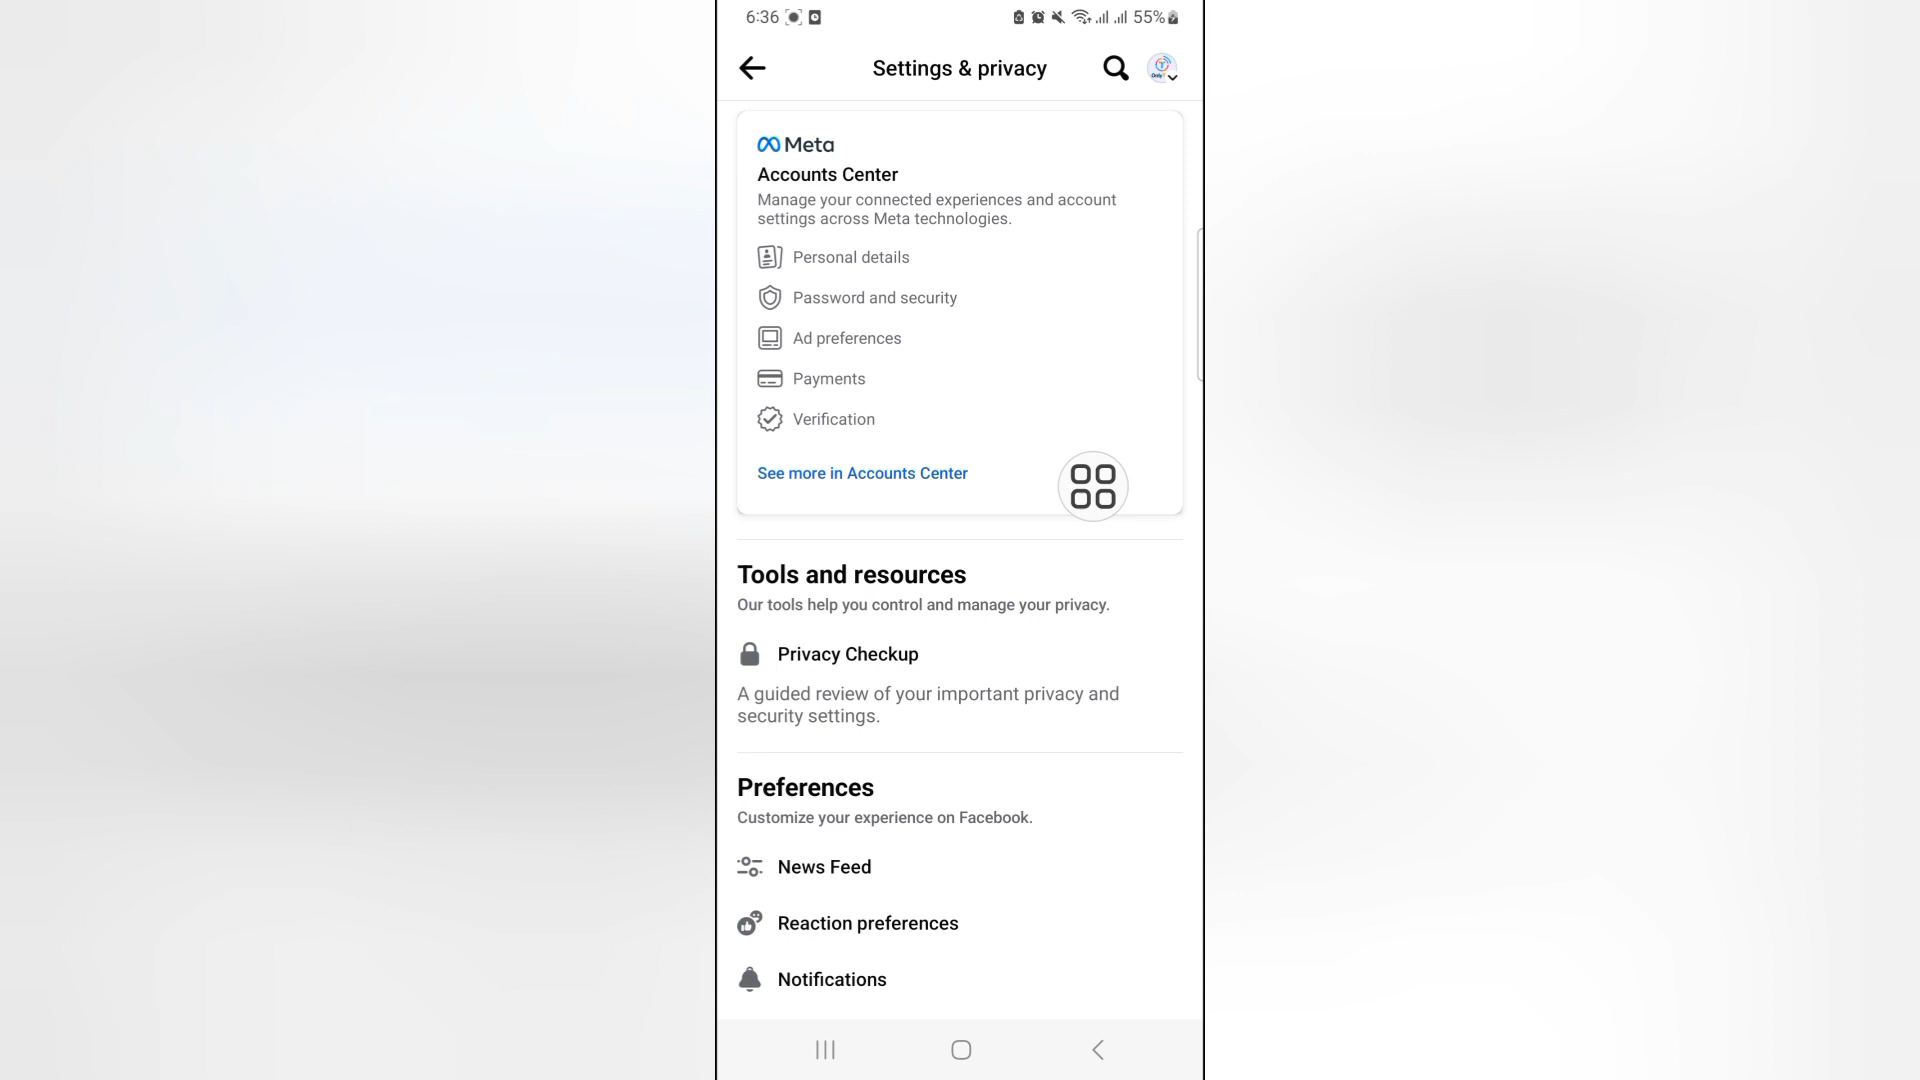 6:36
55%
Settings & privacy
Meta
Accounts Center
Manage your connected experiences and account
settings across Meta technologies.
Personal details
Password and security
Ad preferences
Payments
Verification
See more in Accounts Center
Tools and resources
Our tools help you control and manage your privacy.
Privacy Checkup
A guided review of your important privacy and
security settings.
Preferences
Customize your experience on Facebook.
News Feed
Reaction preferences
Notifications